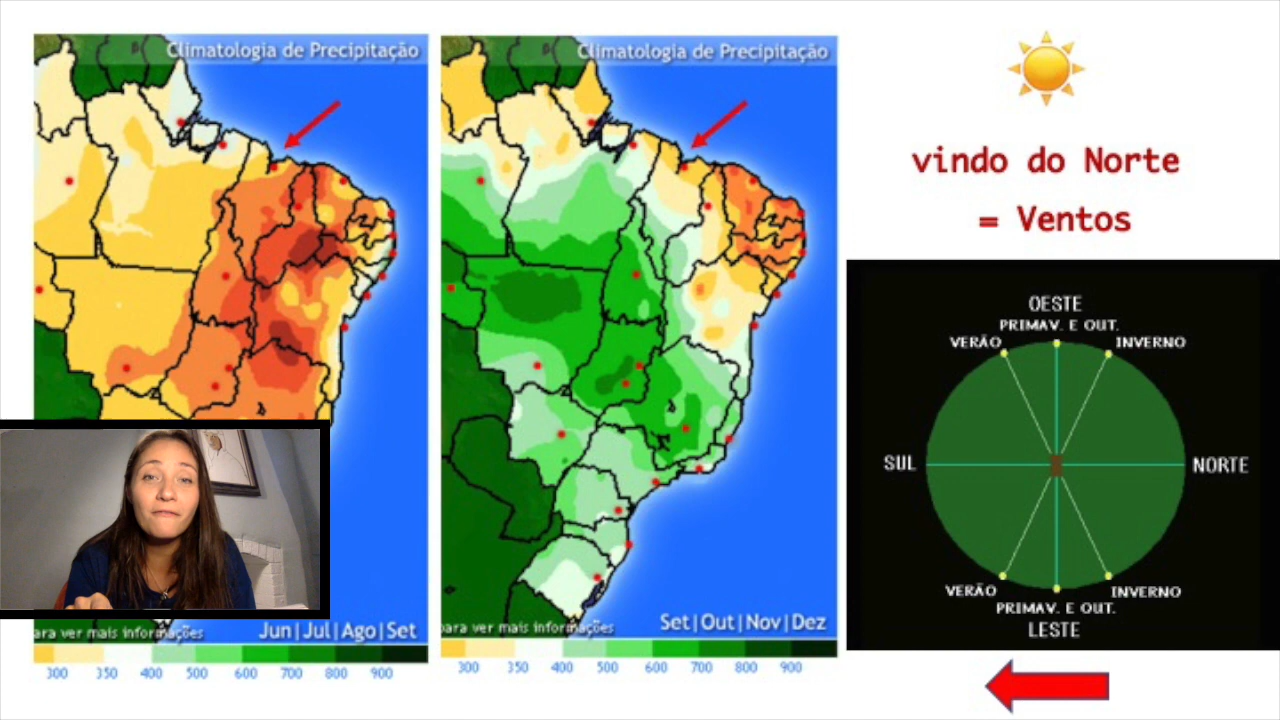 Climatologia de Precipitação
ara ver mais informações
Jun|Jul|Ago|Set
300 350 400 500 600 700 800 900
Climatologia de Precipitação
para ver mais informações
Set|Out|Nov|Dez
300 350 400 500 600 700 800 900
vindo do Norte
= Ventos
OESTE
PRIMAV. E OUT.
VERÃO
INVERNO
SUL
NORTE
VERÃO
INVERNO
PRIMAV. E OUT.
LESTE